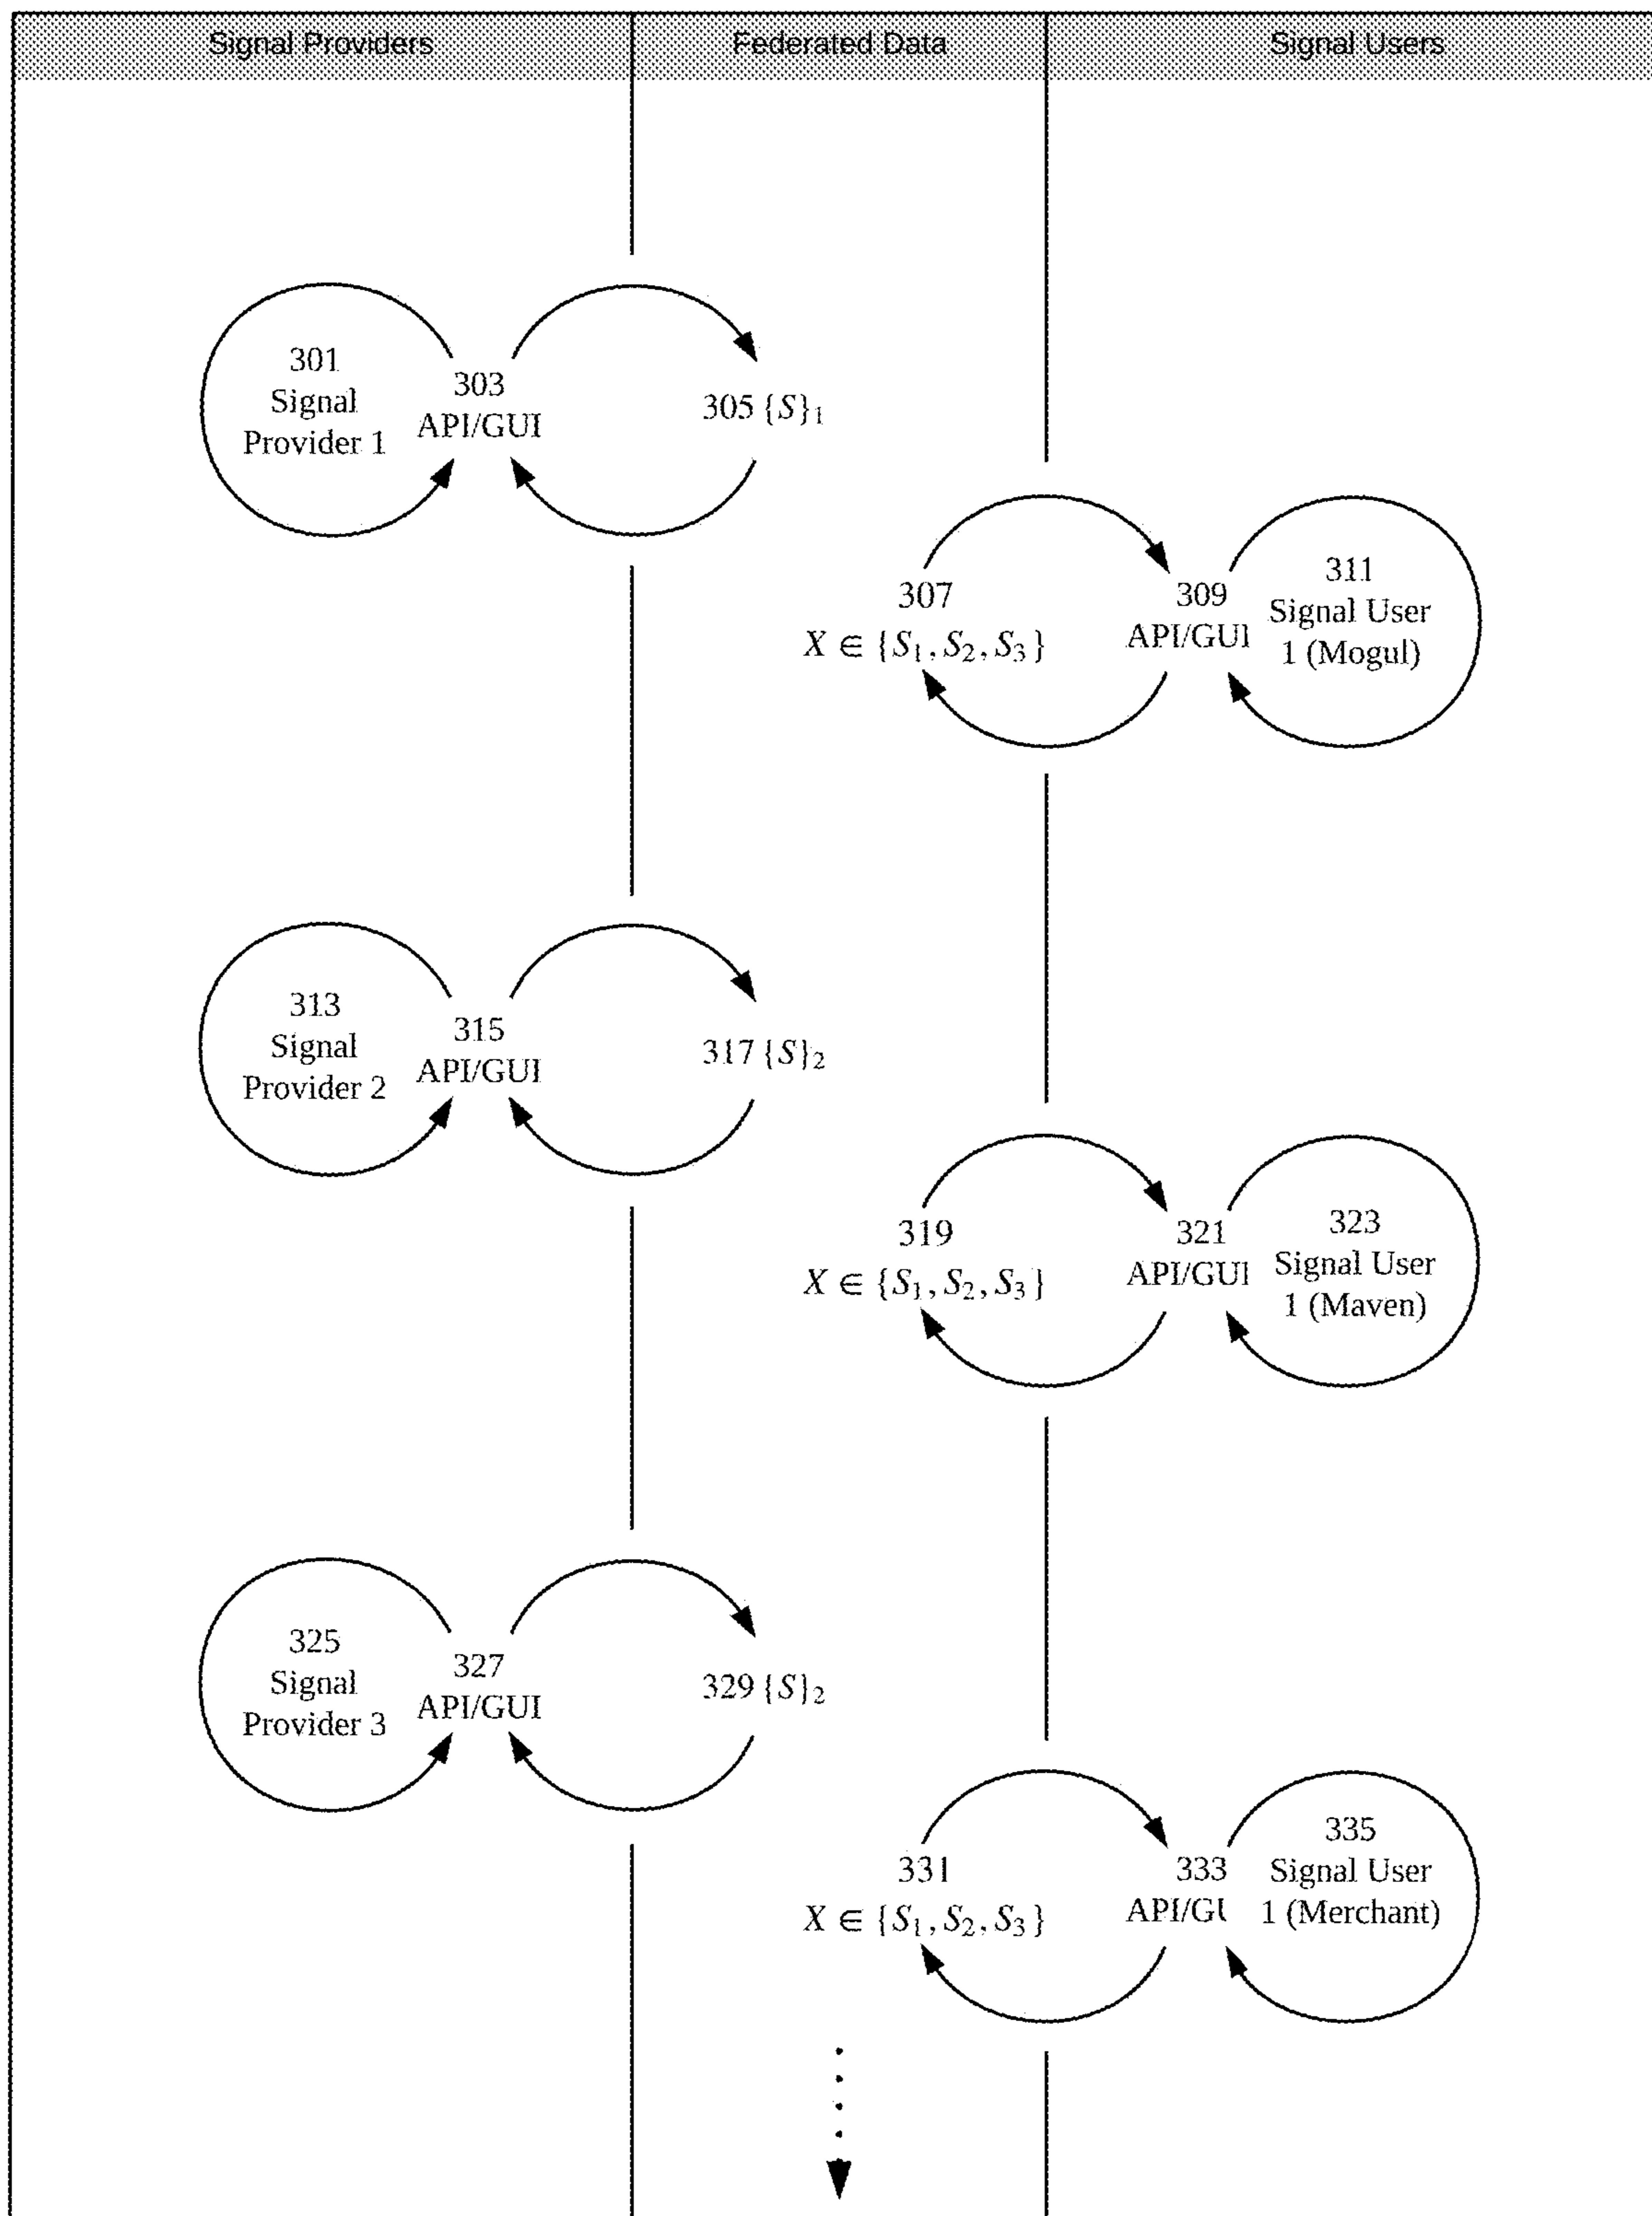 Signal Providers
Federated Data
Signal Users
301
Signal
Provider 1
303
API/GUI
305 {S}₁
307
X ∈ {S₁, S₂, S₃}
309
API/GUI
311
Signal User
1 (Mogul)
313
Signal
Provider 2
315
API/GUI
317 {S}₂
319
X ∈ {S₁, S₂, S₃}
321
API/GUI
323
Signal User
1 (Maven)
325
Signal
Provider 3
327
API/GUI
329 {S}₂
331
X ∈ {S₁, S₂, S₃}
333
API/GU
335
Signal User
1 (Merchant)